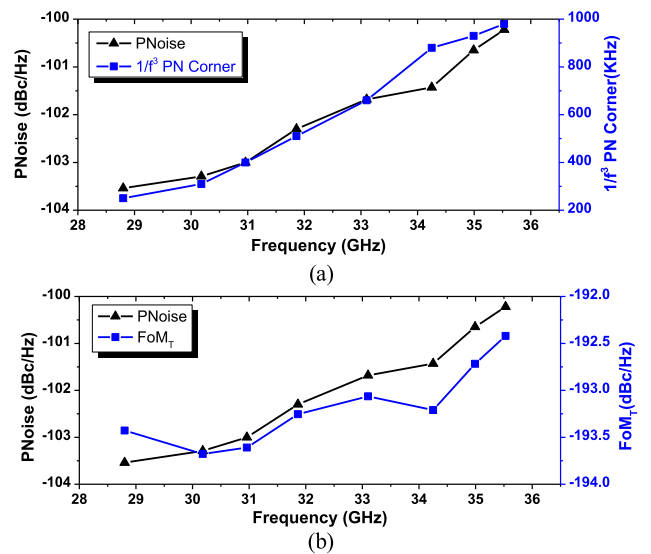 -100
-101
-102
-103
-104
PNoise (dBc/Hz)
PNoise
1/f³ PN Corner
1000
800
600
400
200
1/f³ PN Corner(KHz)
28 29 30 31 32 33 34 35 36
Frequency (GHz)
(a)
-100
-101
-102
-103
-104
PNoise (dBc/Hz)
PNoise
FoM_T
-192.0
-192.5
-193.0
-193.5
-194.0
FoM_T(dBc/Hz)
28 29 30 31 32 33 34 35 36
Frequency (GHz)
(b)